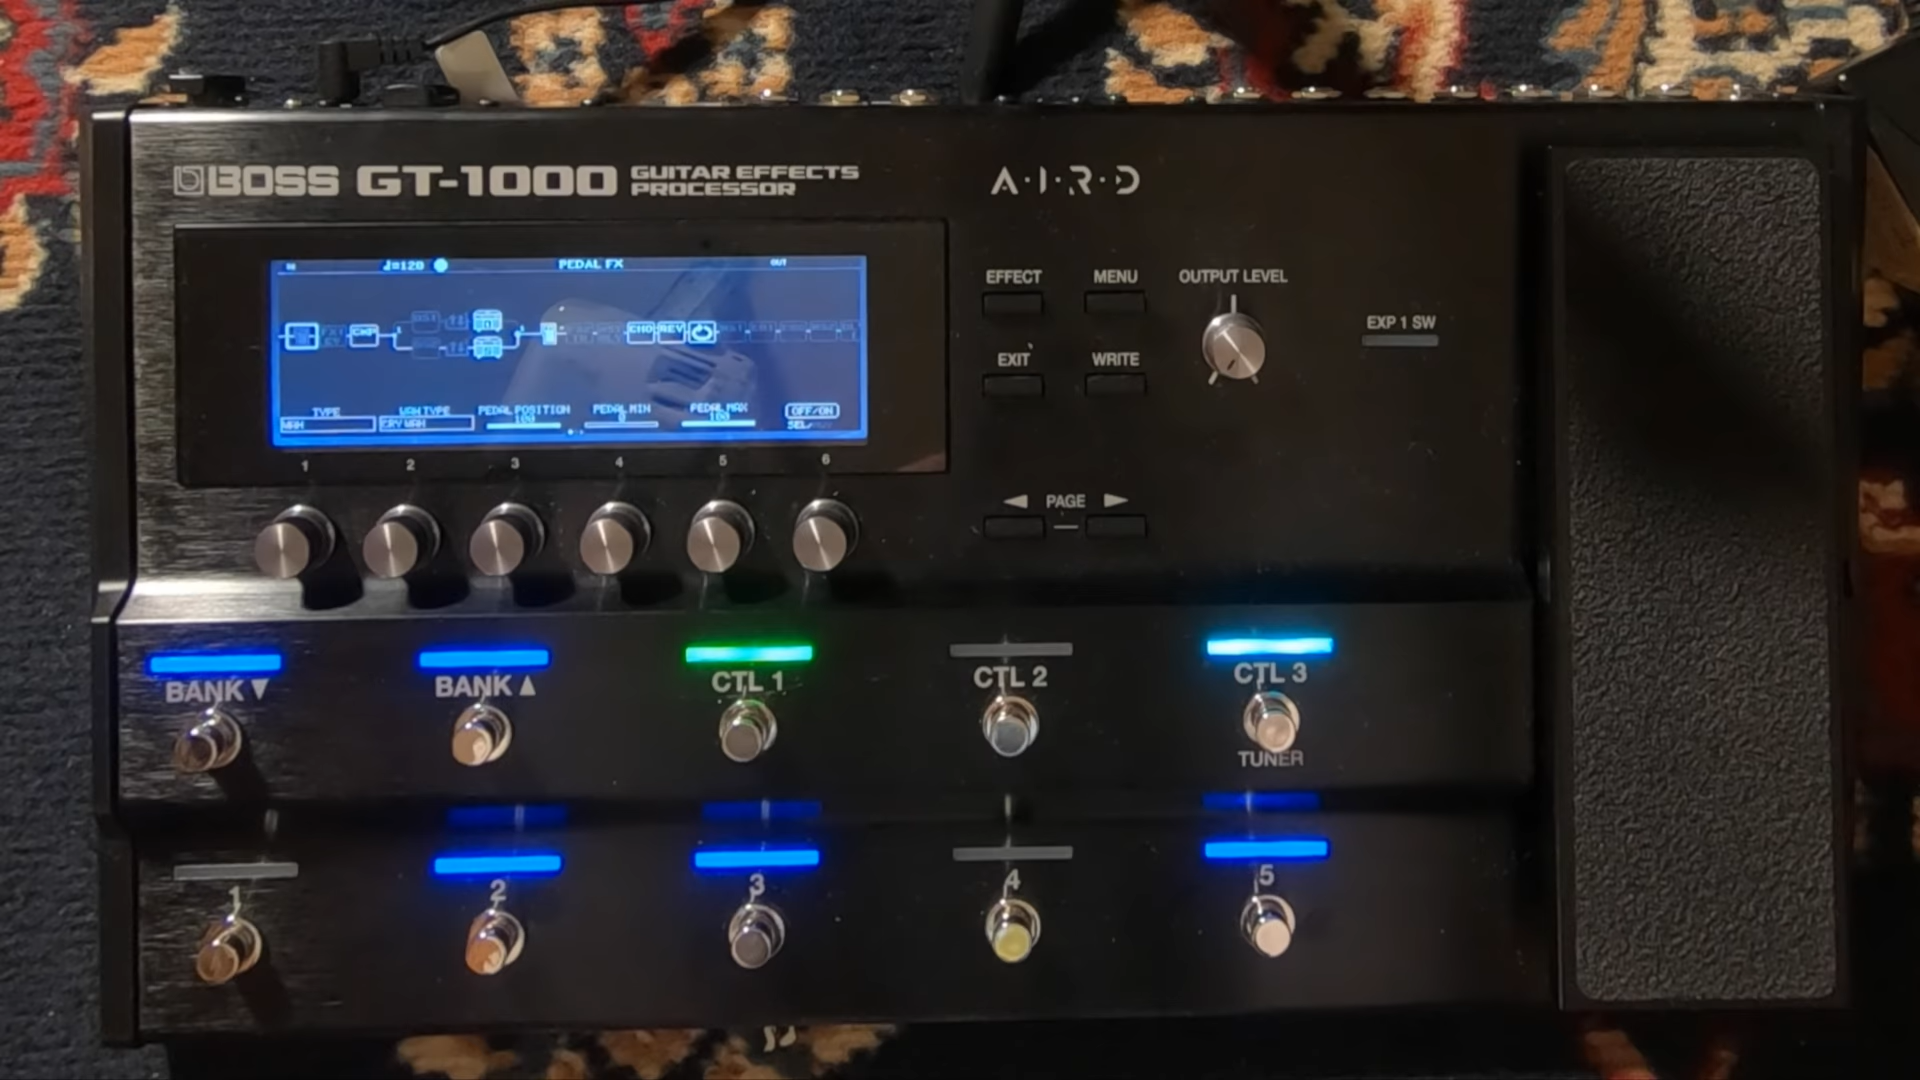 BOSS GT-1000 GUITAR EFFECTS PROCESSOR
A·I·R·D
♩=120 PEDAL FX OUT
CMP
CHO REV
TYPE WAH TYPE PEDAL POSITION PEDAL MIN PEDAL MAX OFF/ON
WAH CRY WAH 100 0 100 SEL/
1 2 3 4 5 6
EFFECT MENU OUTPUT LEVEL
EXP 1 SW
EXIT WRITE
◀ PAGE ▶
BANK ▼ BANK ▲ CTL 1 CTL 2 CTL 3
TUNER
1 2 3 4 5